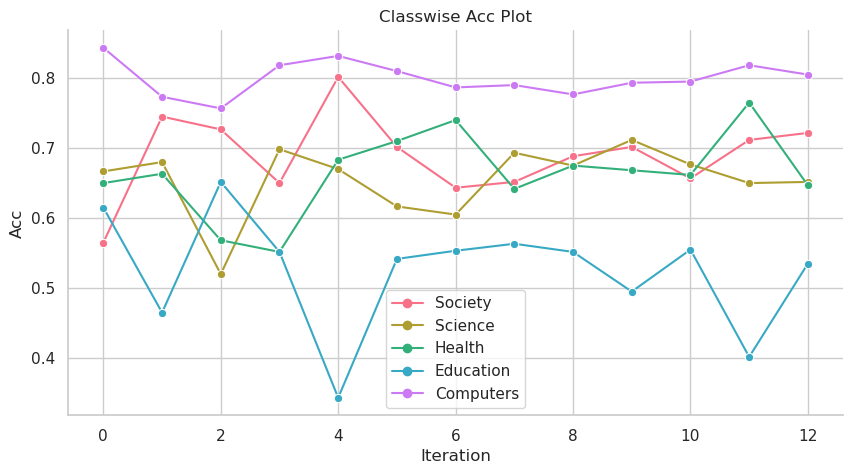 Classwise Acc Plot
Acc
0.8
0.7
0.6
0.5
0.4
Society
Science
Health
Education
Computers
0 2 4 6 8 10 12
Iteration